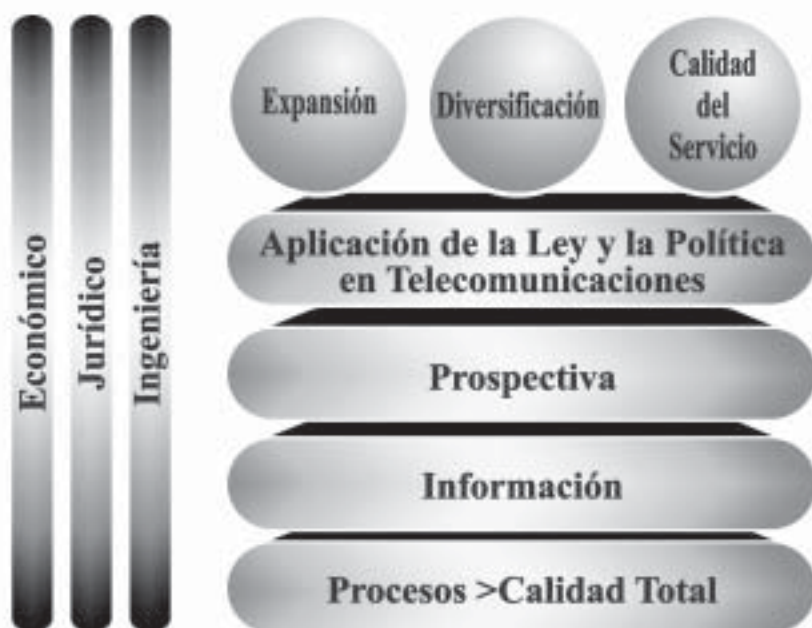 Económico
Jurídico
Ingeniería
Expansión
Diversificación
Calidad
del
Servicio
Aplicación de la Ley y la Política
en Telecomunicaciones
Prospectiva
Información
Procesos >Calidad Total